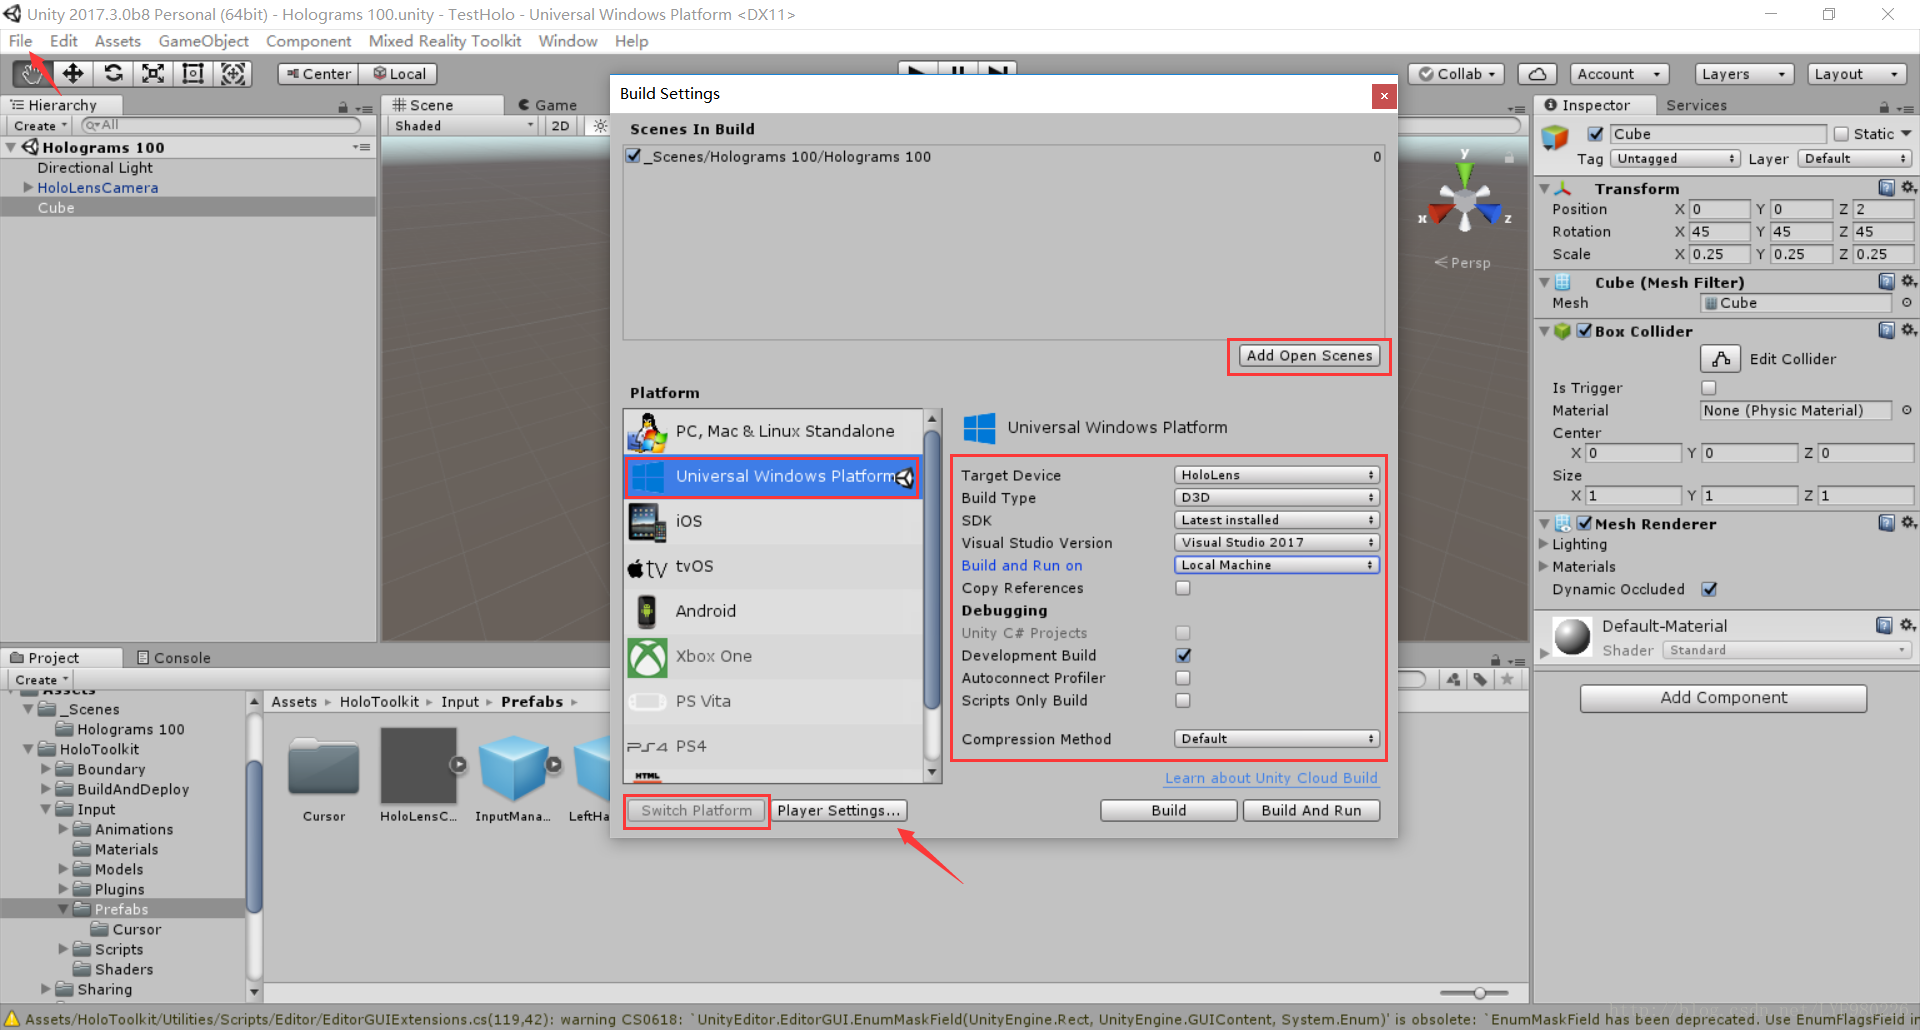 Unity 2017.3.0b8 Personal (64bit) - Holograms 100.unity - TestHolo - Universal Windows Platform <DX11>
File Edit Assets GameObject Component Mixed Reality Toolkit Window Help
Center Local Collab Account Layers Layout
Hierarchy
Create All
Holograms 100
Directional Light
HoloLensCamera
Cube
Scene Game
Shaded 2D
y
x
z
Persp
Build Settings
Scenes In Build
_Scenes/Holograms 100/Holograms 100 0
Add Open Scenes
Platform
PC, Mac & Linux Standalone
Universal Windows Platform
iOS
tv tvOS
Android
Xbox One
PS Vita
PS4 PS4
HTML
Universal Windows Platform
Target Device HoloLens
Build Type D3D
SDK Latest installed
Visual Studio Version Visual Studio 2017
Build and Run on Local Machine
Copy References
Debugging
Unity C# Projects
Development Build
Autoconnect Profiler
Scripts Only Build
Compression Method Default
Learn about Unity Cloud Build
Switch Platform Player Settings... Build Build And Run
Inspector Services
Cube Static
Tag Untagged Layer Default
Transform
Position X 0 Y 0 Z 2
Rotation X 45 Y 45 Z 45
Scale X 0.25 Y 0.25 Z 0.25
Cube (Mesh Filter)
Mesh Cube
Box Collider
Edit Collider
Is Trigger
Material None (Physic Material)
Center
X 0 Y 0 Z 0
Size
X 1 Y 1 Z 1
Mesh Renderer
Lighting
Materials
Dynamic Occluded
Default-Material
Shader Standard
Add Component
Project Console
Create
Assets
_Scenes
Holograms 100
HoloToolkit
Boundary
BuildAndDeploy
Input
Animations
Materials
Models
Plugins
Prefabs
Cursor
Scripts
Shaders
Sharing
Assets HoloToolkit Input Prefabs
Cursor HoloLensC... InputMana... LeftHa
Assets/HoloToolkit/Utilities/Scripts/Editor/EditorGUIExtensions.cs(119,42): warning CS0618: `UnityEditor.EditorGUI.EnumMaskField(UnityEngine.Rect, UnityEngine.GUIContent, System.Enum)' is obsolete: `EnumMaskField has been deprecated. Use EnumFlagsField in